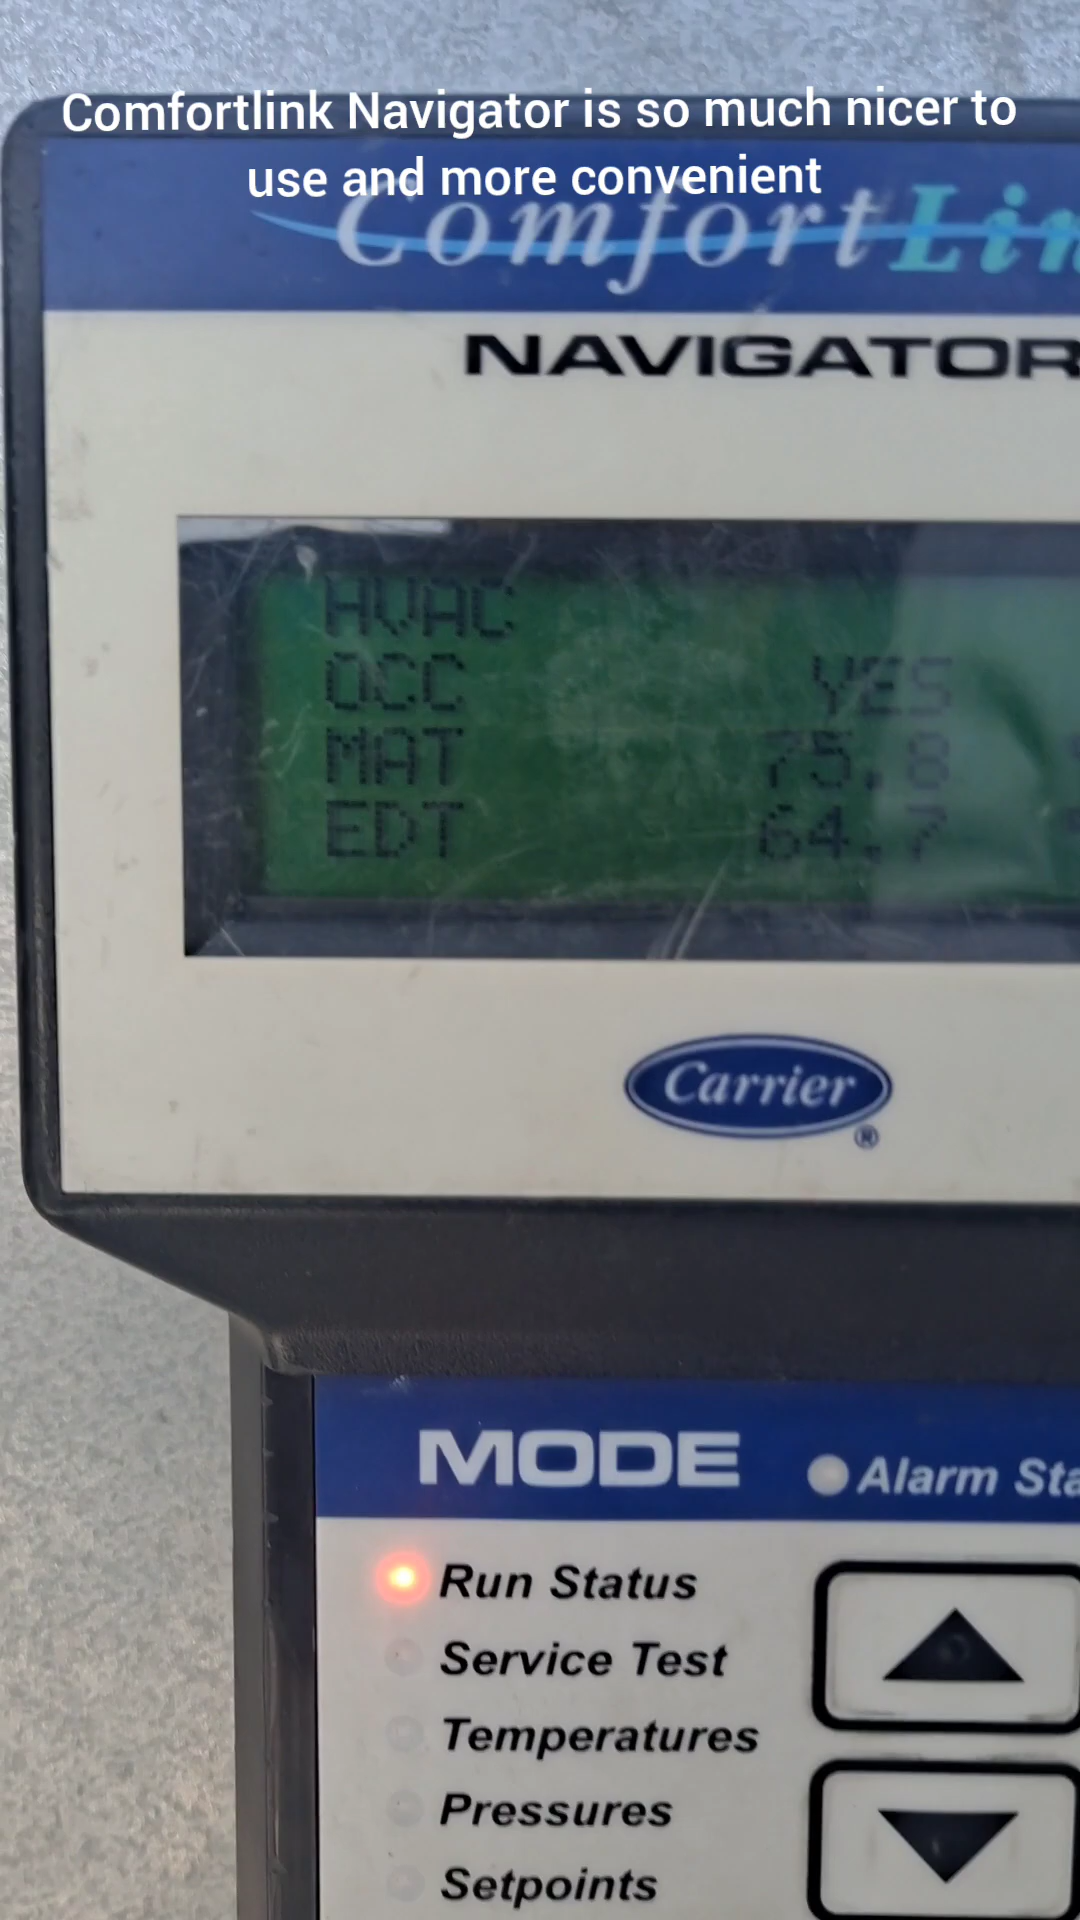 Comfortlink Navigator is so much nicer to
use and more convenient
ComfortLin
NAVIGATOR
HVAC
OCC YES
MAT 75.8
EDT 64.7
Carrier
®
MODE
Alarm Sta
Run Status
Service Test
Temperatures
Pressures
Setpoints